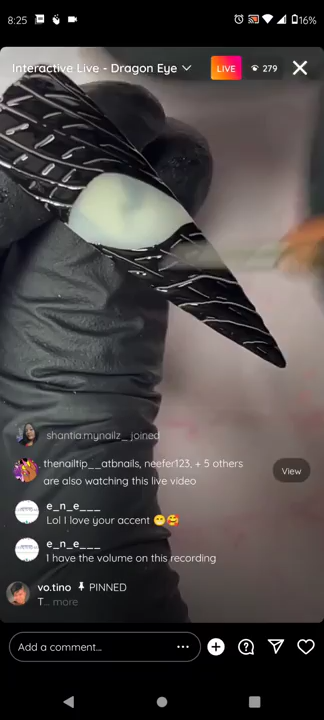 8:25
16%
Interactive Live - Dragon Eye
LIVE
279
shantia.mynailz_ joined
thenailtip__atbnails, neefer123, + 5 others
are also watching this live video
View
e_n_e___
Lol I love your accent 😁🥰
e_n_e___
1 have the volume on this recording
vo.tino PINNED
T... more
Add a comment...